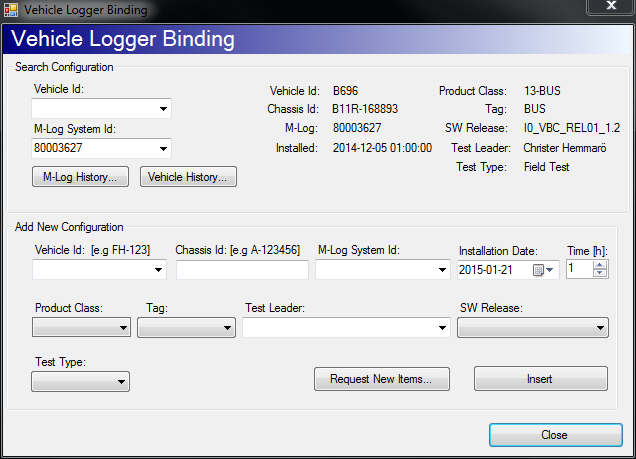 Vehicle Logger Binding
Vehicle Logger Binding
Search Configuration
Vehicle Id:
M-Log System Id:
80003627
M-Log History...
Vehicle History...
Vehicle Id: B696
Chassis Id: B11R-168893
M-Log: 80003627
Installed: 2014-12-05 01:00:00
Product Class: 13-BUS
Tag: BUS
SW Release: I0_VBC_REL01_1.2
Test Leader: Christer Hemmarö
Test Type: Field Test
Add New Configuration
Vehicle Id: [e.g FH-123]
Chassis Id: [e.g A-123456]
M-Log System Id:
Installation Date:
Time [h]:
2015-01-21
1
Product Class:
Tag:
Test Leader:
SW Release:
Test Type:
Request New Items...
Insert
Close